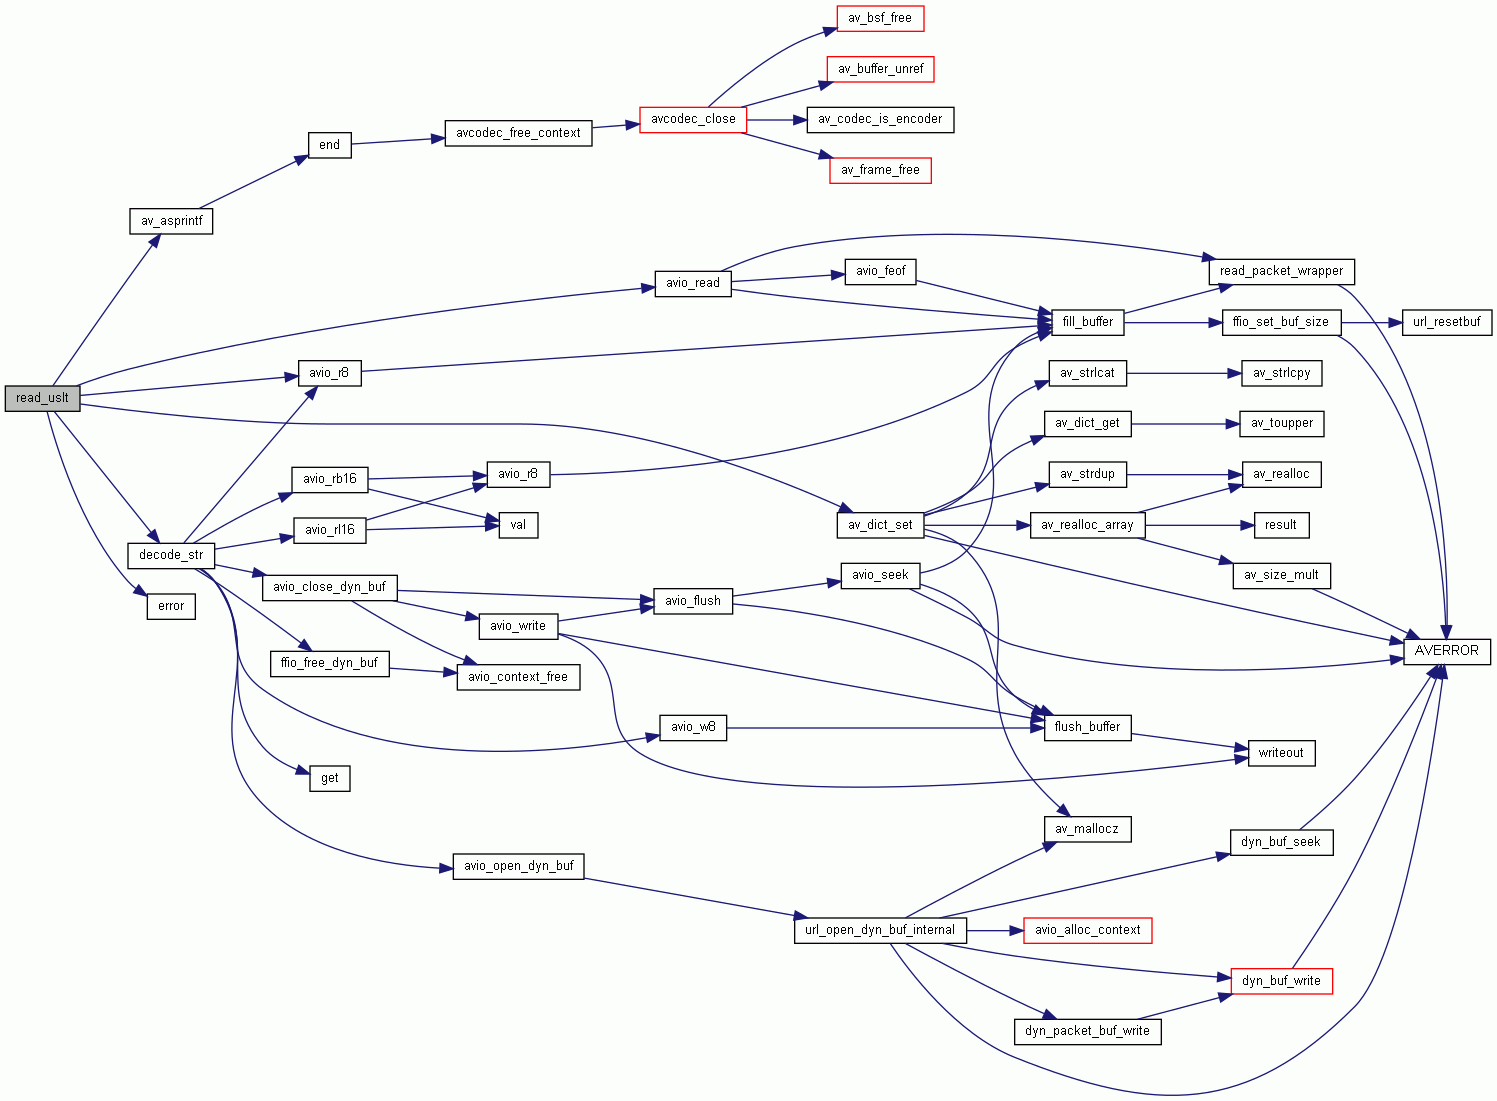 av_bsf_free
av_buffer_unref
avcodec_close
av_codec_is_encoder
avcodec_free_context
end
av_frame_free
av_asprintf
avio_feof
read_packet_wrapper
avio_read
fill_buffer
ffio_set_buf_size
url_resetbuf
avio_r8
av_strlcat
av_strlcpy
read_uslt
av_dict_get
av_toupper
avio_rb16
avio_r8
av_strdup
av_realloc
avio_rl16
val
av_dict_set
av_realloc_array
result
decode_str
avio_seek
av_size_mult
avio_close_dyn_buf
error
avio_flush
avio_write
AVERROR
ffio_free_dyn_buf
avio_context_free
avio_w8
flush_buffer
writeout
get
av_mallocz
dyn_buf_seek
avio_open_dyn_buf
url_open_dyn_buf_internal
avio_alloc_context
dyn_buf_write
dyn_packet_buf_write